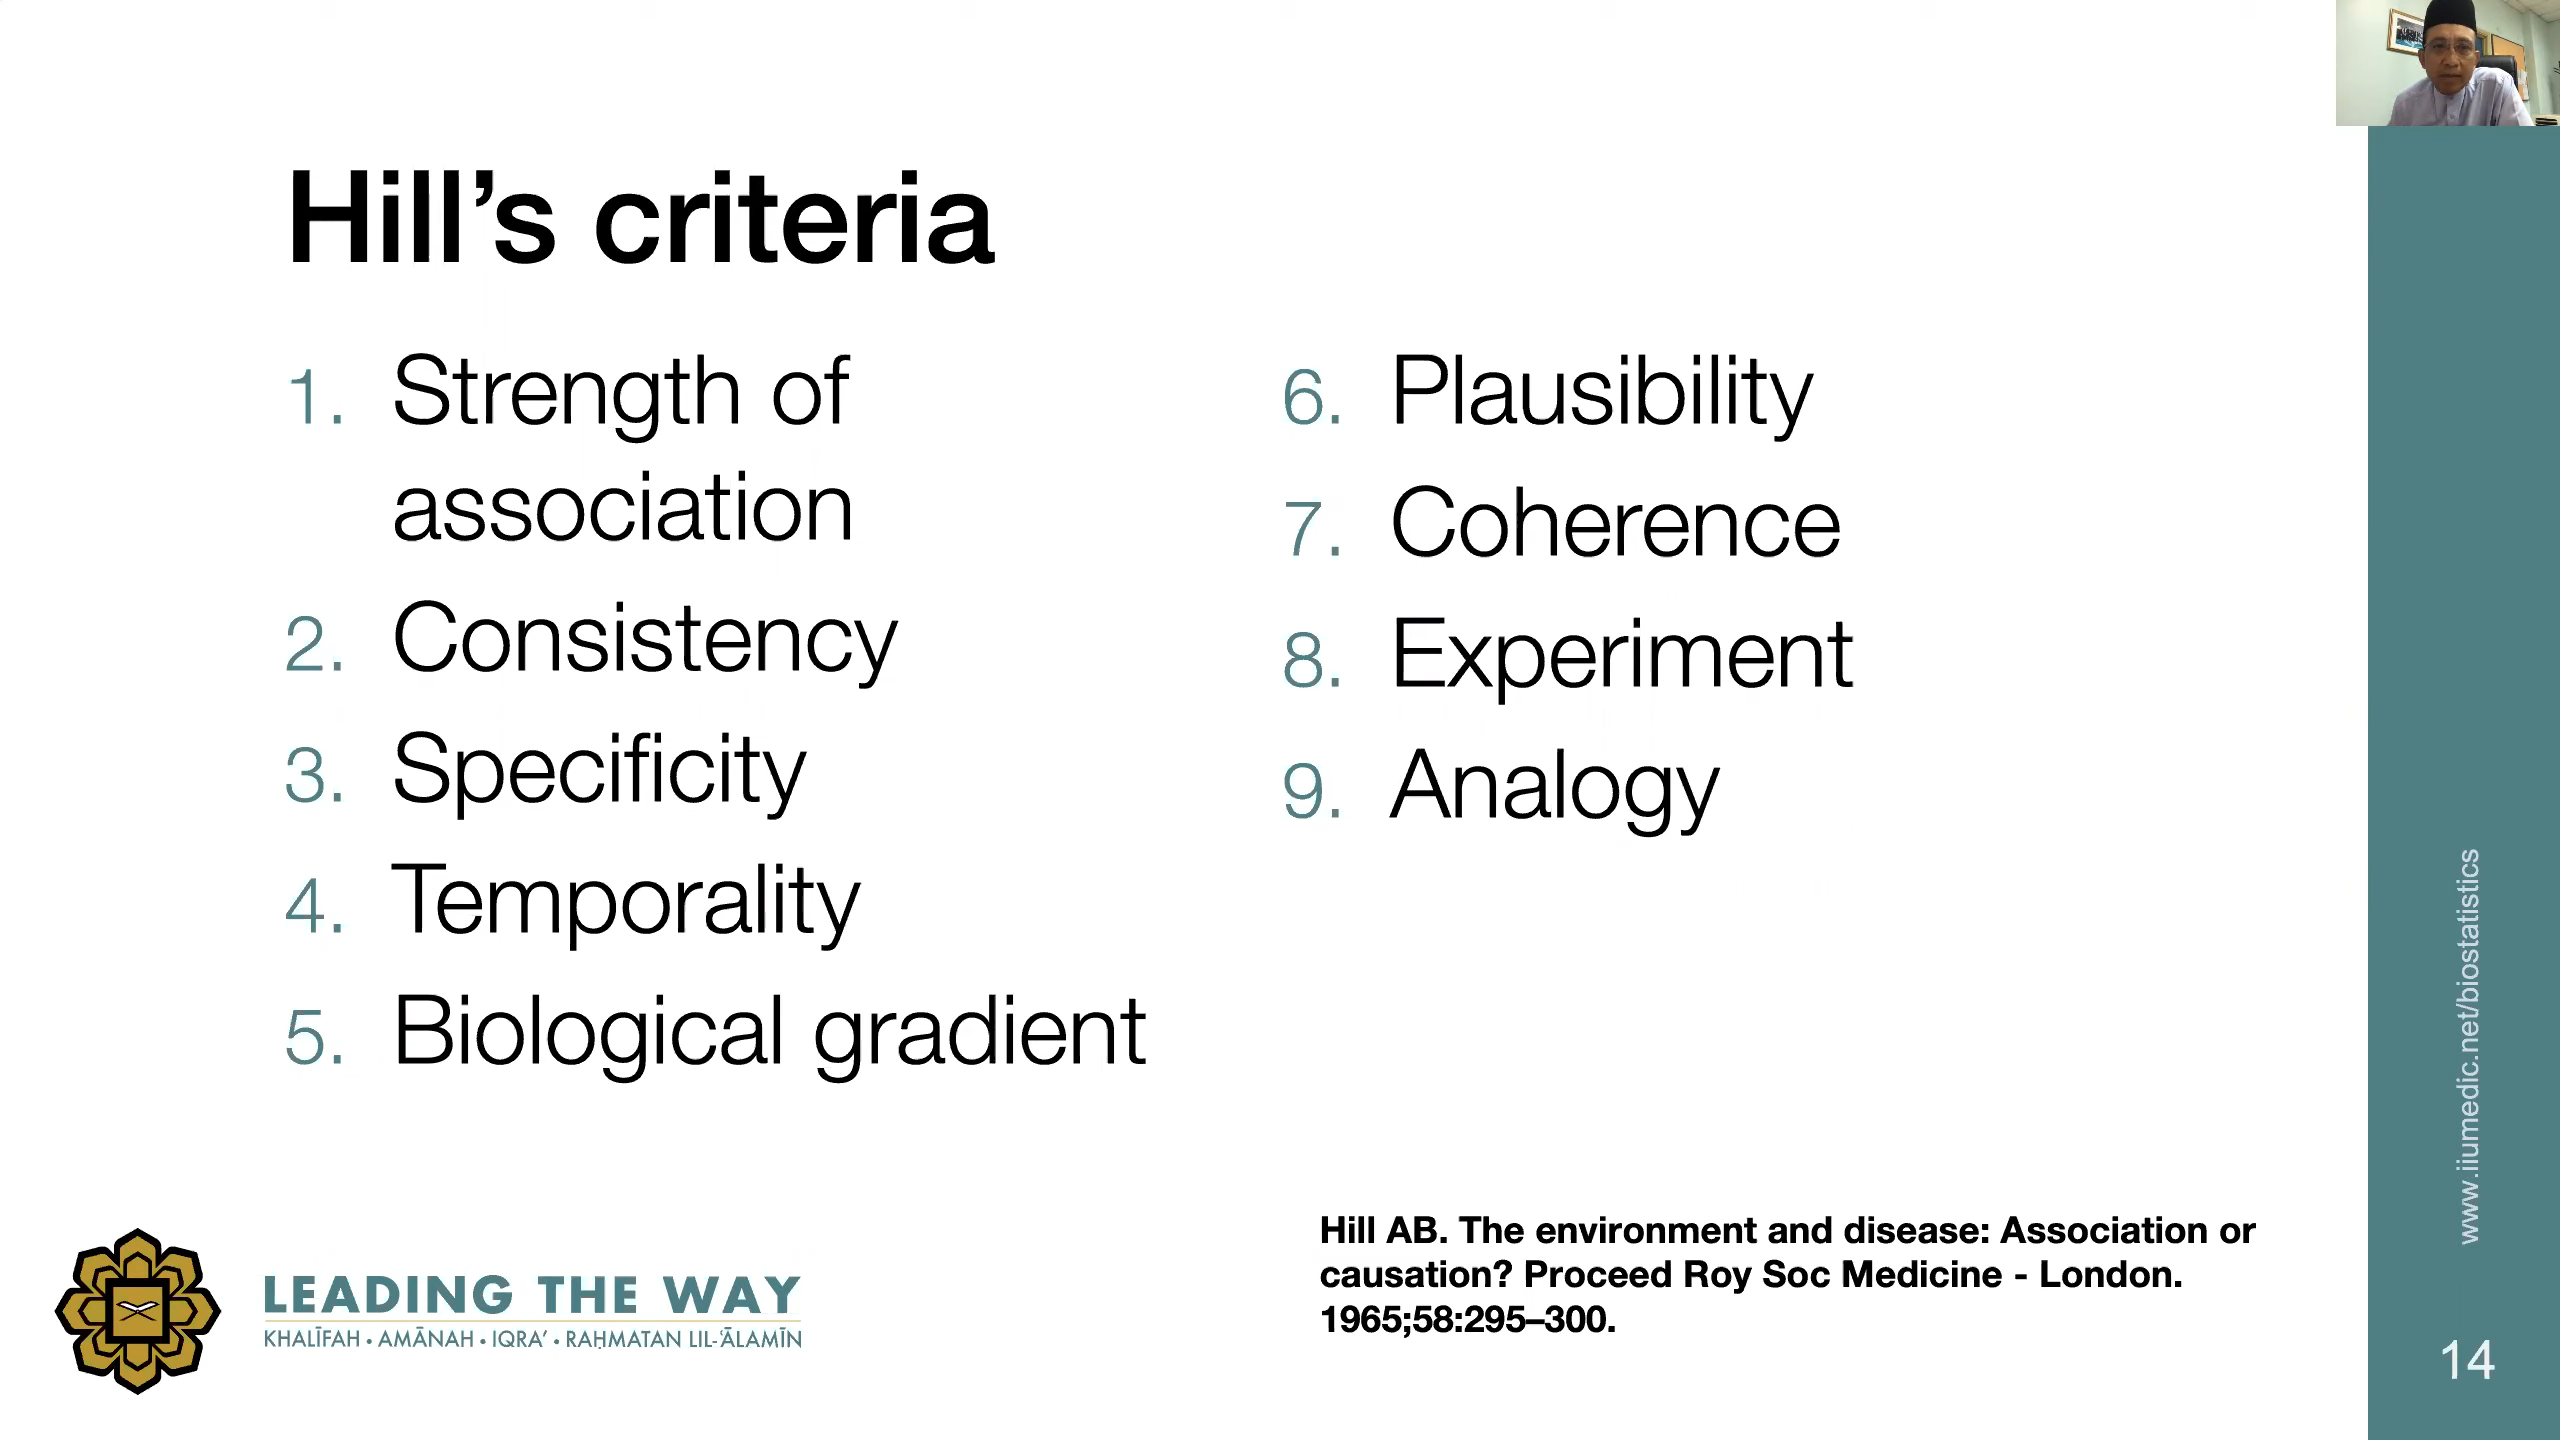 Hill’s criteria
1. Strength of
association
2. Consistency
3. Specificity
4. Temporality
5. Biological gradient
6. Plausibility
7. Coherence
8. Experiment
9. Analogy
Hill AB. The environment and disease: Association or
causation? Proceed Roy Soc Medicine - London.
1965;58:295–300.
LEADING THE WAY
KHALĪFAH • AMĀNAH • IQRA’ • RAḤMATAN LIL-‘ĀLAMĪN
www.iiumedic.net/biostatistics
14